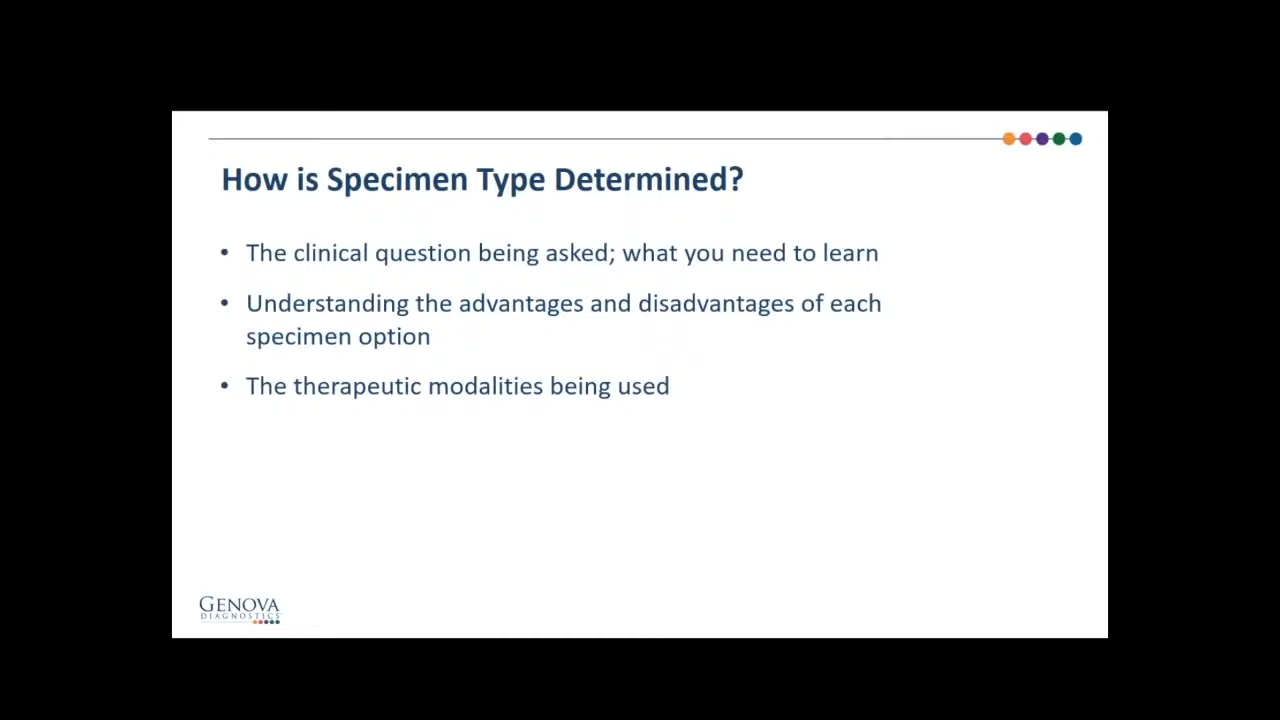 How is Specimen Type Determined?
• The clinical question being asked; what you need to learn
• Understanding the advantages and disadvantages of each
specimen option
• The therapeutic modalities being used
GENOVA
DIAGNOSTICS